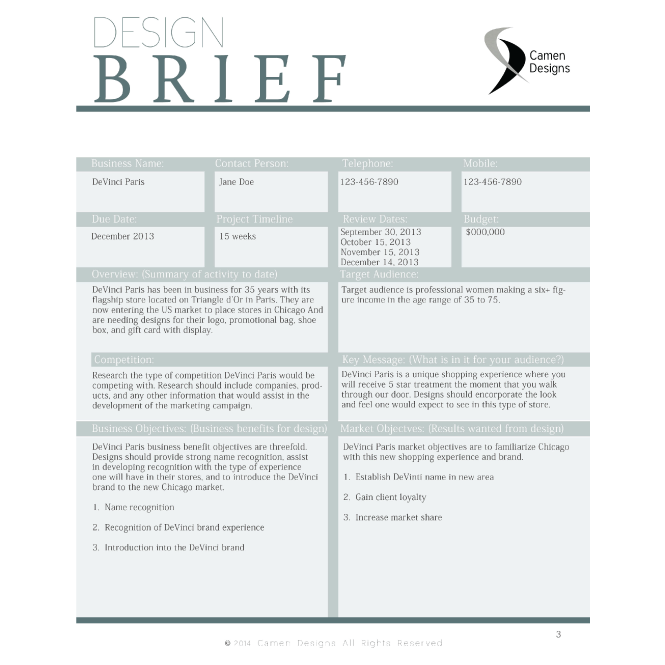 DESIGN
BRIEF
Camen
Designs
Business Name:
Contact Person:
Telephone:
Mobile:
DeVinci Paris
Jane Doe
123-456-7890
123-456-7890
Due Date:
Project Timeline
Review Dates:
Budget:
December 2013
15 weeks
September 30, 2013
October 15, 2013
November 15, 2013
December 14, 2013
$000,000
Overview: (Summary of activity to date)
DeVinci Paris has been in business for 35 years with its
flagship store located on Triangle d'Or in Paris. They are
now entering the US market to place stores in Chicago And
are needing designs for their logo, promotional bag, shoe
box, and gift card with display.
Target Audience:
Target audience is professional women making a six+ fig-
ure income in the age range of 35 to 75.
Competition:
Research the type of competition DeVinci Paris would be
competing with. Research should include companies, prod-
ucts, and any other information that would assist in the
development of the marketing campaign.
Key Message: (What is in it for your audience?)
DeVinci Paris is a unique shopping experience where you
will receive 5 star treatment the moment that you walk
through our door. Designs should encorporate the look
and feel one would expect to see in this type of store.
Business Objectives: (Business benefits for design)
DeVinci Paris business benefit objectives are threefold.
Designs should provide strong name recognition, assist
in developing recognition with the type of experience
one will have in their stores, and to introduce the DeVinci
brand to the new Chicago market.
1. Name recognition
2. Recognition of DeVinci brand experience
3. Introduction into the DeVinci brand
Market Objectves: (Results wanted from design)
DeVinci Paris market objectives are to familiarize Chicago
with this new shopping experience and brand.
1. Establish DeVinti name in new area
2. Gain client loyalty
3. Increase market share
3
© 2014 Camen Designs All Rights Reserved